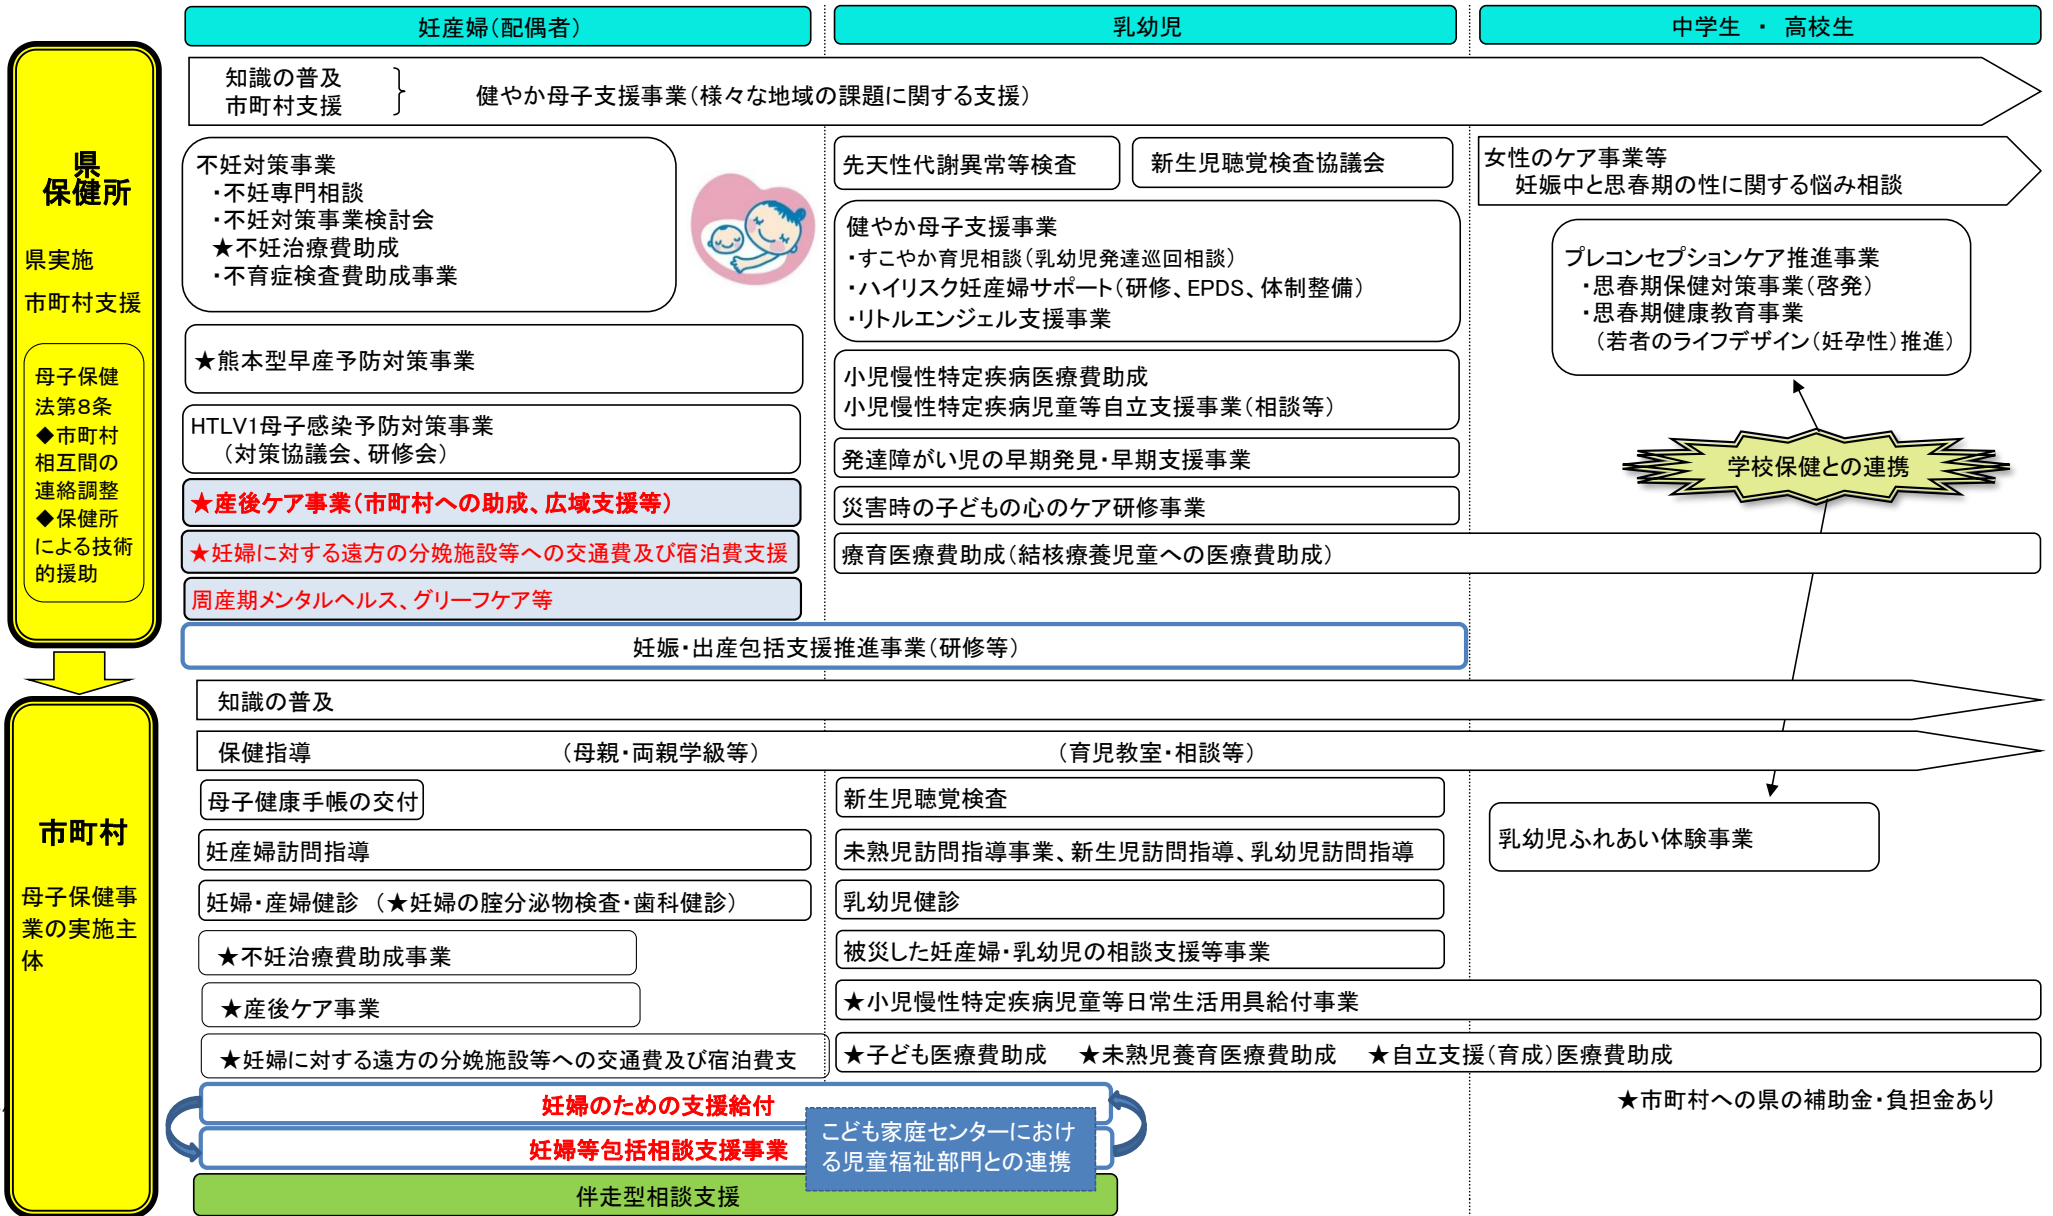 妊産婦(配偶者)
乳幼児
中学生 ・ 高校生
県
保健所
県実施
市町村支援
母子保健
法第8条
◆市町村
相互間の
連絡調整
◆保健所
による技術
的援助
知識の普及
市町村支援
健やか母子支援事業(様々な地域の課題に関する支援)
不妊対策事業
・不妊専門相談
・不妊対策事業検討会
★不妊治療費助成
・不育症検査費助成事業
★熊本型早産予防対策事業
HTLV1母子感染予防対策事業
(対策協議会、研修会)
★産後ケア事業(市町村への助成、広域支援等)
★妊婦に対する遠方の分娩施設等への交通費及び宿泊費支援
周産期メンタルヘルス、グリーフケア等
先天性代謝異常等検査
新生児聴覚検査協議会
健やか母子支援事業
・すこやか育児相談(乳幼児発達巡回相談)
・ハイリスク妊産婦サポート(研修、EPDS、体制整備)
・リトルエンジェル支援事業
小児慢性特定疾病医療費助成
小児慢性特定疾病児童等自立支援事業(相談等)
発達障がい児の早期発見・早期支援事業
災害時の子どもの心のケア研修事業
療育医療費助成(結核療養児童への医療費助成)
女性のケア事業等
妊娠中と思春期の性に関する悩み相談
プレコンセプションケア推進事業
・思春期保健対策事業(啓発)
・思春期健康教育事業
(若者のライフデザイン(妊孕性)推進)
学校保健との連携
妊娠・出産包括支援推進事業(研修等)
市町村
母子保健事
業の実施主
体
知識の普及
保健指導 (母親・両親学級等) (育児教室・相談等)
母子健康手帳の交付
妊産婦訪問指導
妊婦・産婦健診 (★妊婦の腟分泌物検査・歯科健診)
★不妊治療費助成事業
★産後ケア事業
★妊婦に対する遠方の分娩施設等への交通費及び宿泊費支
新生児聴覚検査
未熟児訪問指導事業、新生児訪問指導、乳幼児訪問指導
乳幼児健診
被災した妊産婦・乳幼児の相談支援等事業
★小児慢性特定疾病児童等日常生活用具給付事業
★子ども医療費助成 ★未熟児養育医療費助成 ★自立支援(育成)医療費助成
乳幼児ふれあい体験事業
★市町村への県の補助金・負担金あり
妊婦のための支援給付
妊婦等包括相談支援事業
こども家庭センターにおけ
る児童福祉部門との連携
伴走型相談支援